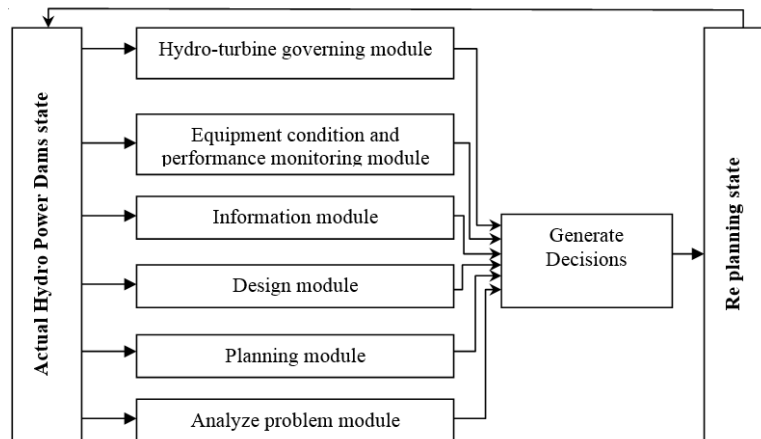 Actual Hydro Power Dams state
Hydro-turbine governing module
Equipment condition and
performance monitoring module
Information module
Design module
Planning module
Analyze problem module
Generate
Decisions
Re planning state